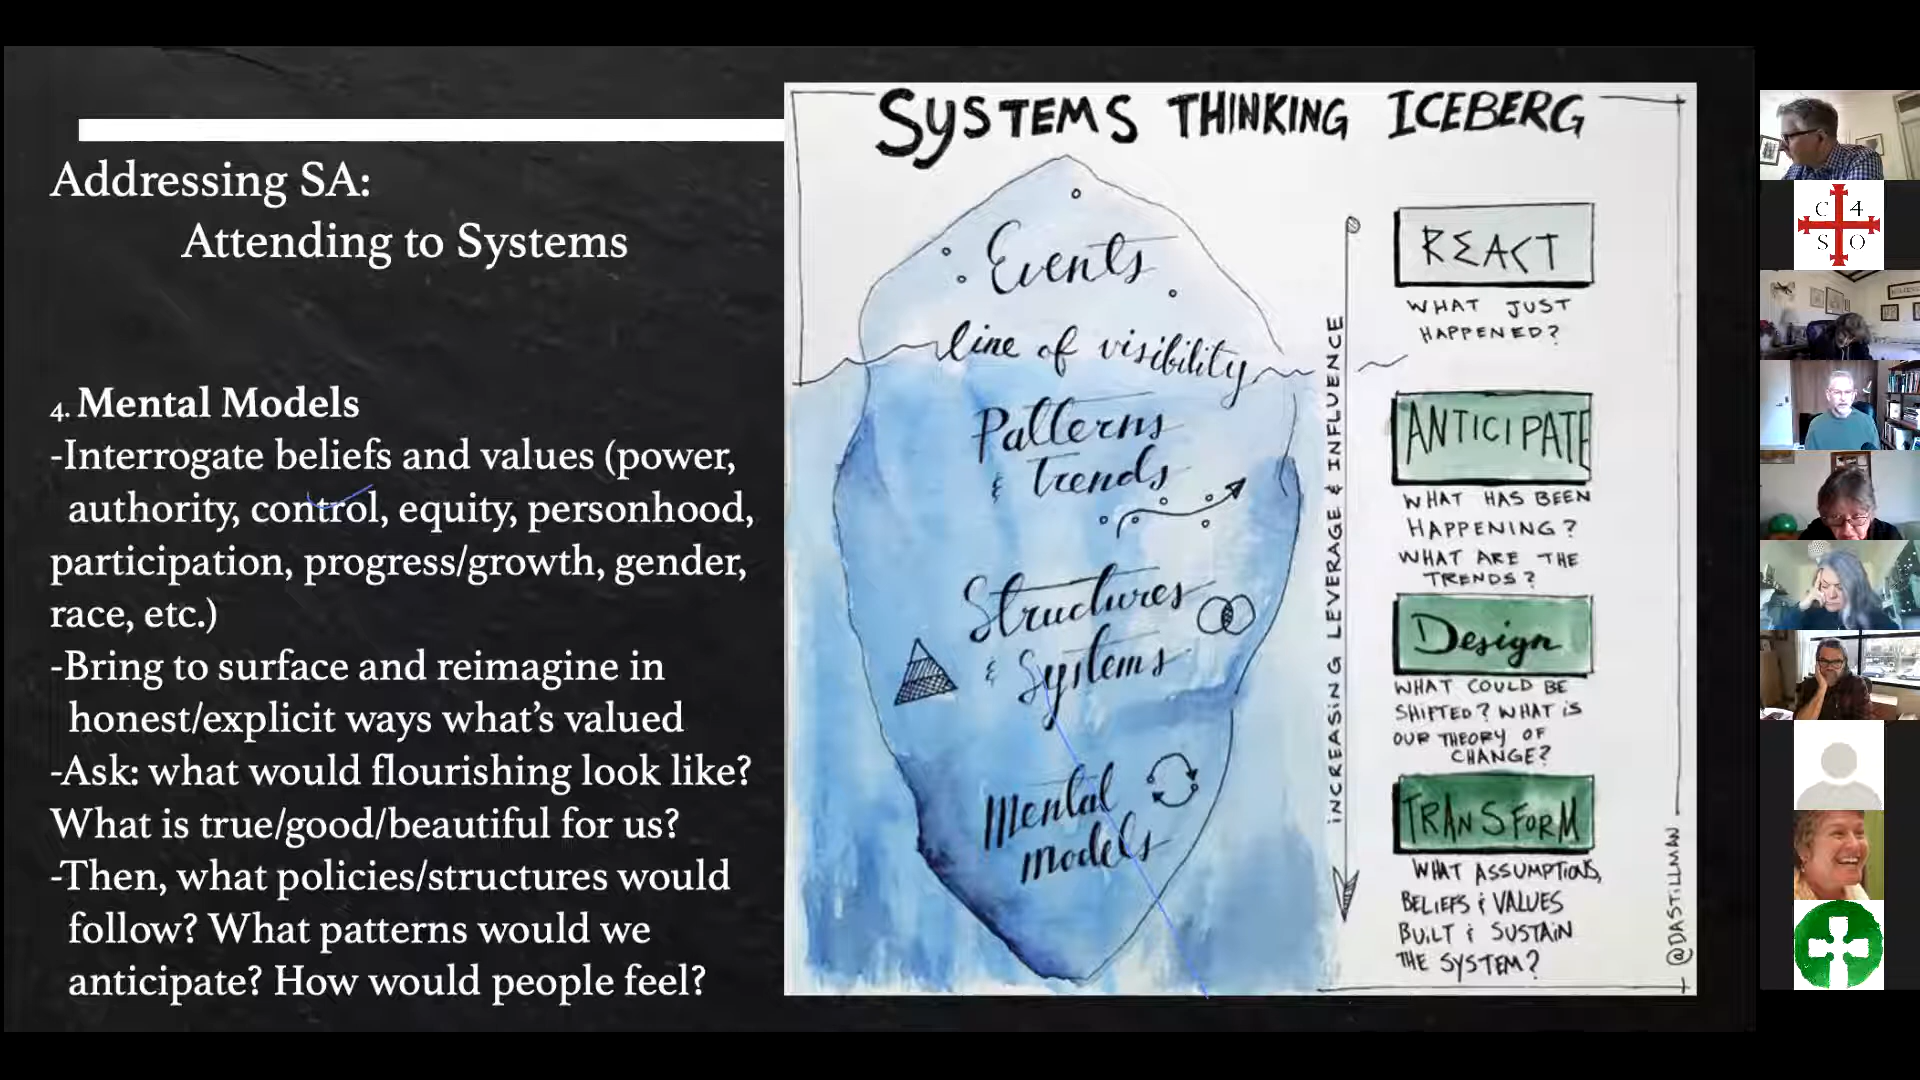 Addressing SA:
Attending to Systems
4. Mental Models
-Interrogate beliefs and values (power,
authority, control, equity, personhood,
participation, progress/growth, gender,
race, etc.)
-Bring to surface and reimagine in
honest/explicit ways what's valued
-Ask: what would flourishing look like?
What is true/good/beautiful for us?
-Then, what policies/structures would
follow? What patterns would we
anticipate? How would people feel?
SYSTEMS THINKING ICEBERG
Events
line of visibility
Patterns
& trends
Structures
& Systems
Mental
models
INCREASING LEVERAGE & INFLUENCE
REACT
WHAT JUST
HAPPENED?
ANTICIPATE
WHAT HAS BEEN
HAPPENING?
WHAT ARE THE
TRENDS?
Design
WHAT COULD BE
SHIFTED? WHAT IS
OUR THEORY OF
CHANGE?
TRANSFORM
WHAT ASSUMPTIONS,
BELIEFS & VALUES
BUILT & SUSTAIN
THE SYSTEM?
@DASTILLMAN
C 4
S O